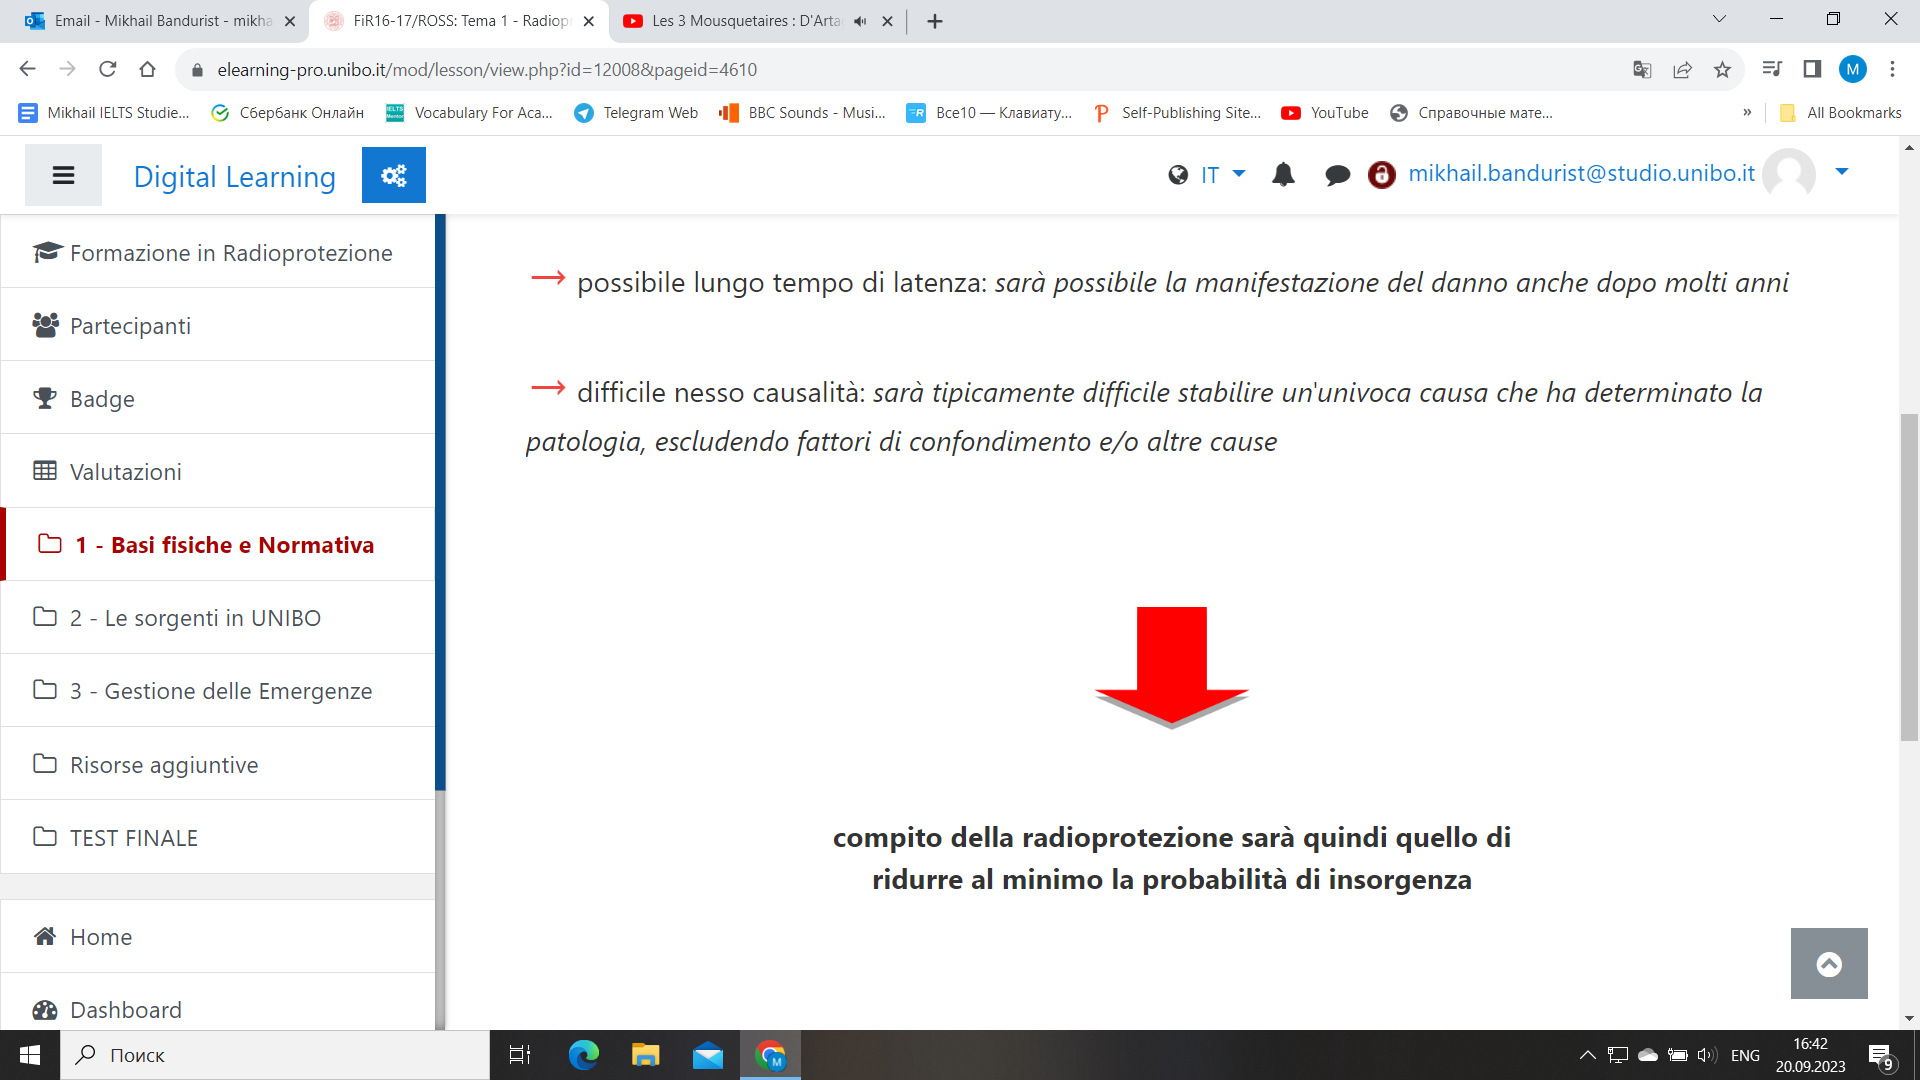 Email - Mikhail Bandurist - mikha
FiR16-17/ROSS: Tema 1 - Radiopr
Les 3 Mousquetaires : D'Arta
elearning-pro.unibo.it/mod/lesson/view.php?id=12008&pageid=4610
M
Mikhail IELTS Studie...
Сбербанк Онлайн
Vocabulary For Aca...
Telegram Web
BBC Sounds - Musi...
Все10 — Клавиату...
Self-Publishing Site...
YouTube
Справочные мате...
»
All Bookmarks
Digital Learning
IT
mikhail.bandurist@studio.unibo.it
Formazione in Radioprotezione
Partecipanti
Badge
Valutazioni
1 - Basi fisiche e Normativa
2 - Le sorgenti in UNIBO
3 - Gestione delle Emergenze
Risorse aggiuntive
TEST FINALE
Home
Dashboard
→ possibile lungo tempo di latenza: sarà possibile la manifestazione del danno anche dopo molti anni
→ difficile nesso causalità: sarà tipicamente difficile stabilire un'univoca causa che ha determinato la
patologia, escludendo fattori di confondimento e/o altre cause
compito della radioprotezione sarà quindi quello di
ridurre al minimo la probabilità di insorgenza
Поиск
M
ENG
16:42
20.09.2023
9